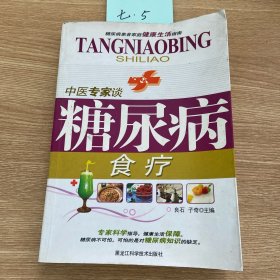 七.5
糖尿病患者家庭健康生活指南
TANGNIAOBING
SHILIAO
中医专家谈
糖尿病
食疗
良石 子奇◎主编
专家科学指导，健康生活保障。
糖尿病不可怕，可怕的是对糖尿病知识的缺乏。
黑龙江科学技术出版社